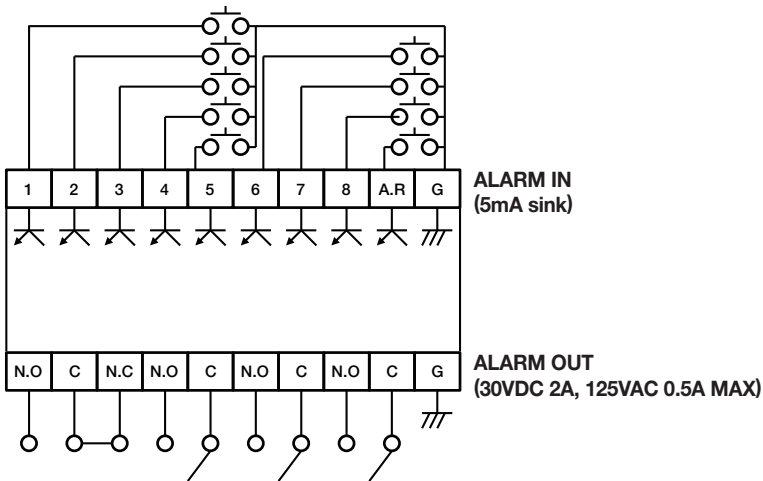 1 2 3 4 5 6 7 8 A.R G
ALARM IN
(5mA sink)
N.O C N.C N.O C N.O C N.O C G
ALARM OUT
(30VDC 2A, 125VAC 0.5A MAX)